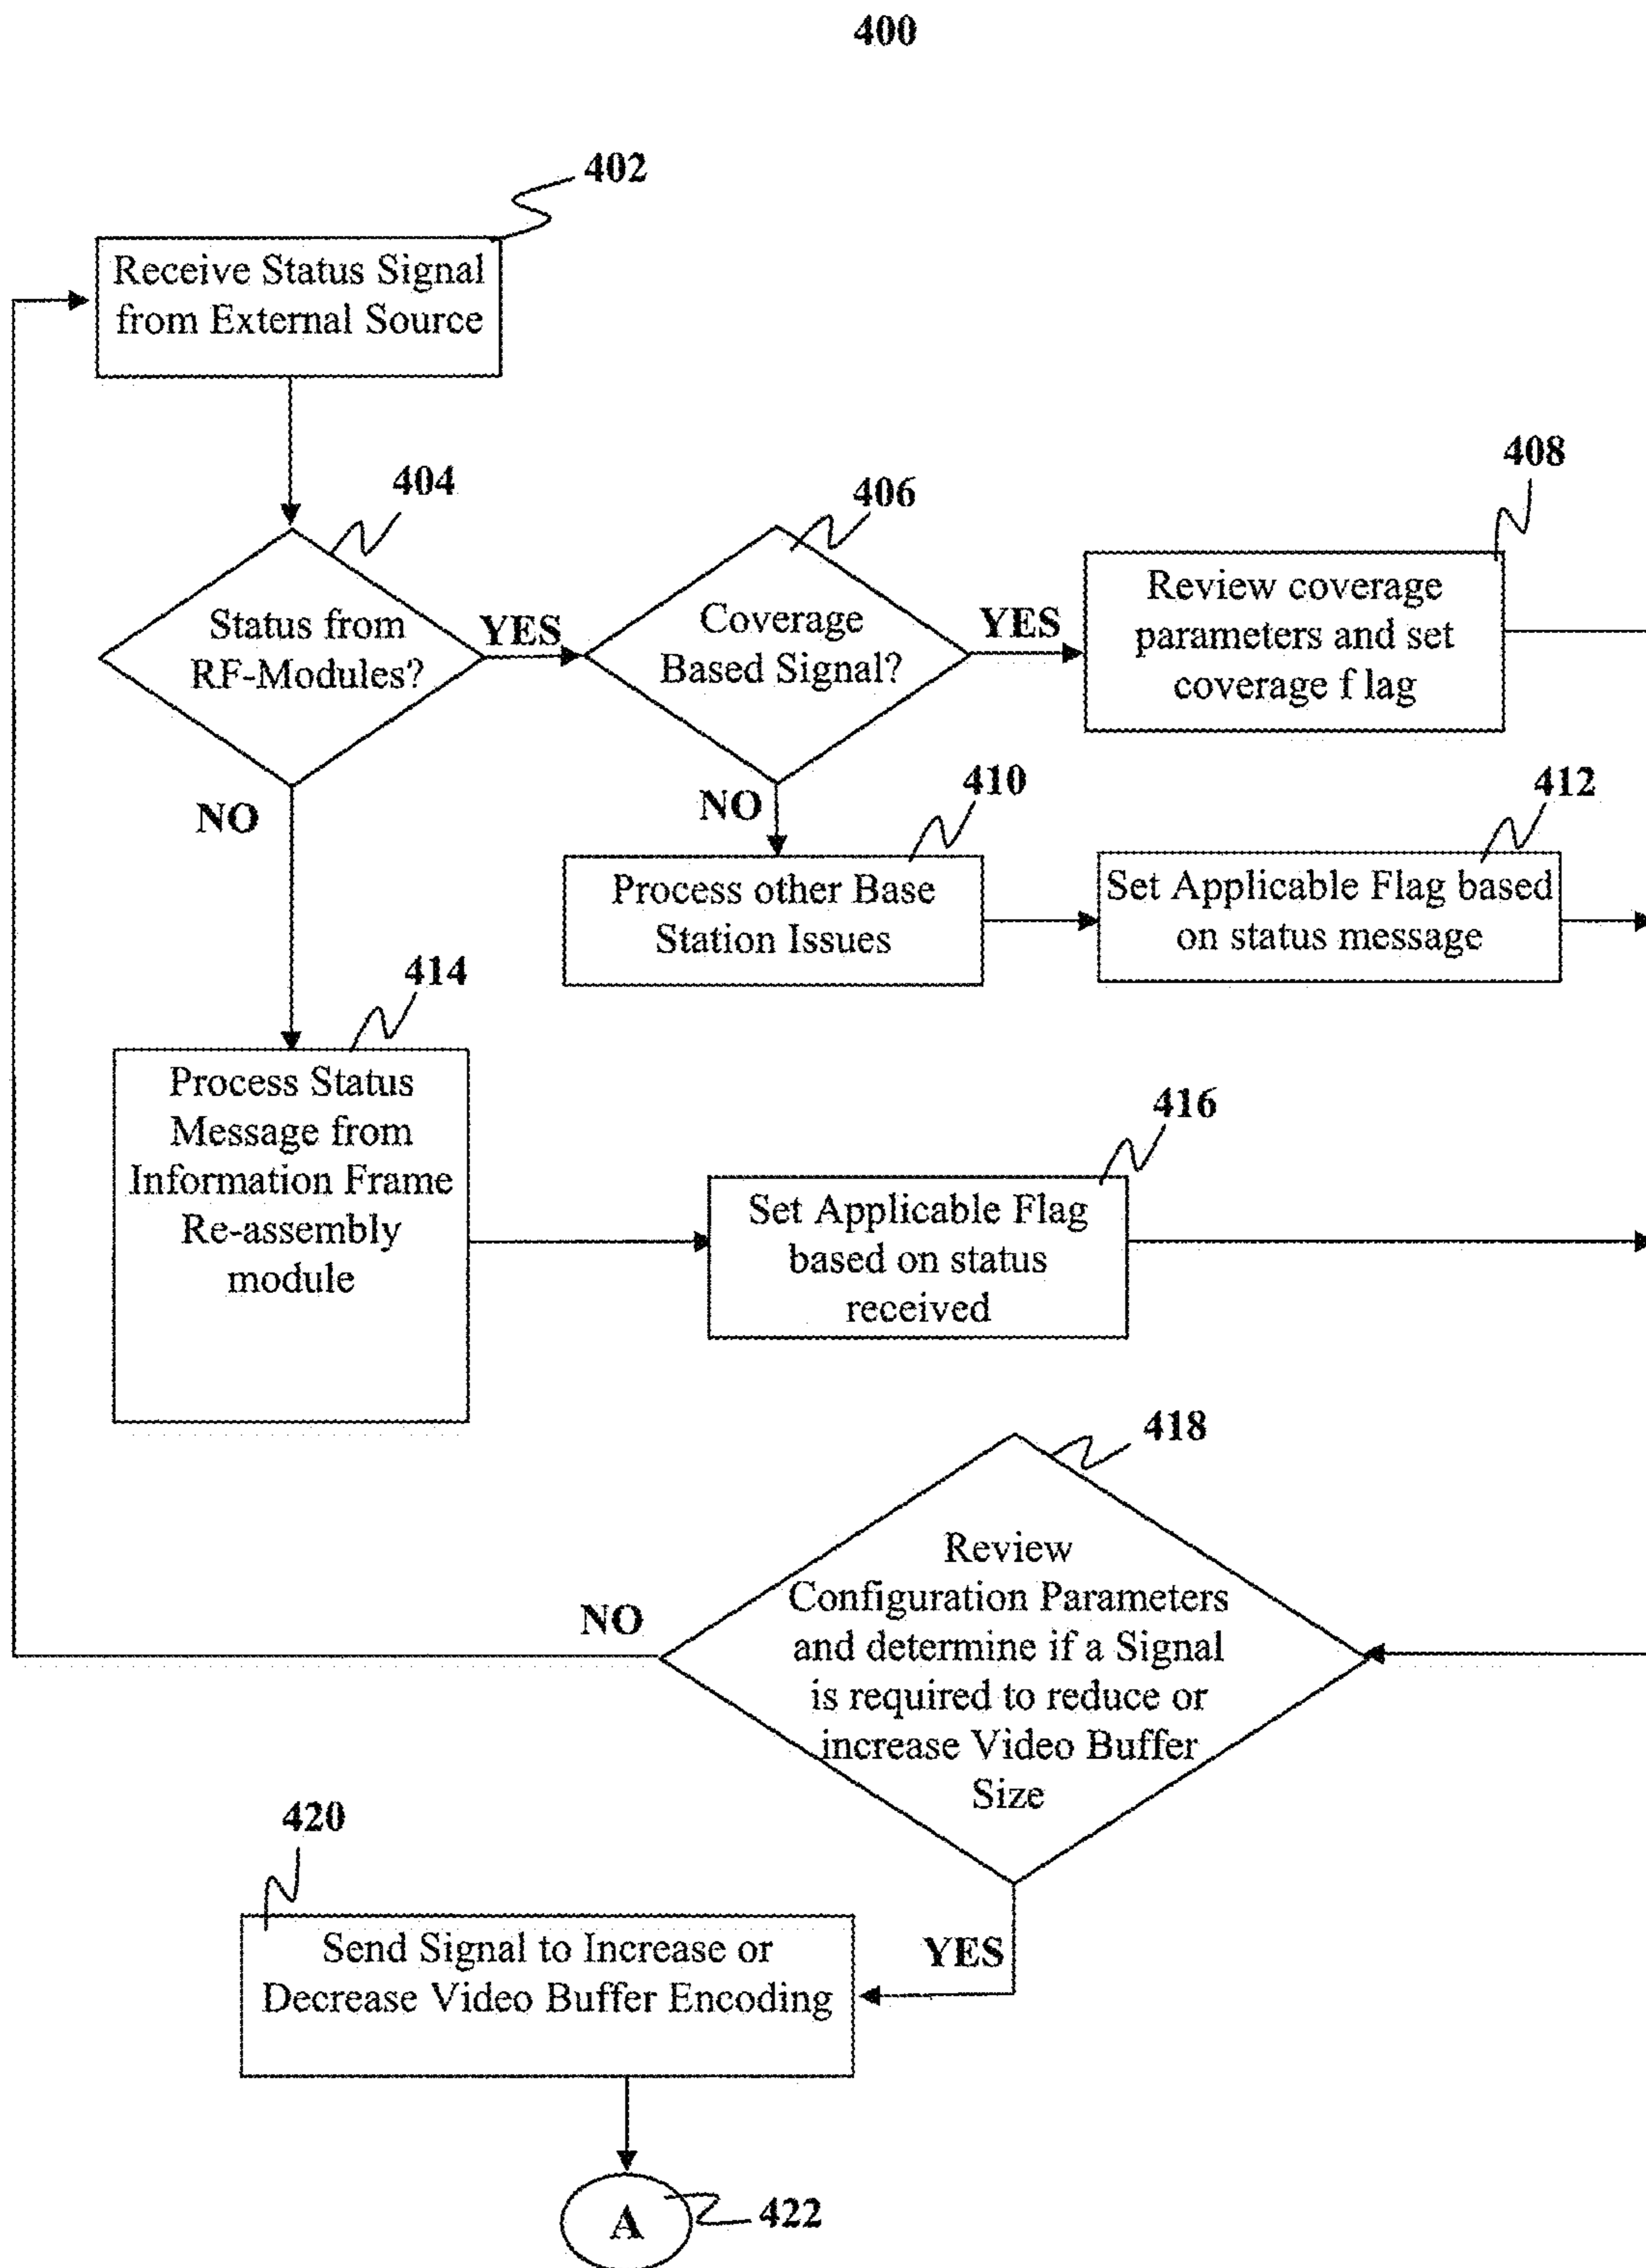 400
402
Receive Status Signal
from External Source
404
Status from
RF-Modules?
YES
NO
406
Coverage
Based Signal?
YES
NO
408
Review coverage
parameters and set
coverage f lag
410
Process other Base
Station Issues
412
Set Applicable Flag based
on status message
414
Process Status
Message from
Information Frame
Re-assembly
module
416
Set Applicable Flag
based on status
received
418
Review
Configuration Parameters
and determine if a Signal
is required to reduce or
increase Video Buffer
Size
NO
YES
420
Send Signal to Increase or
Decrease Video Buffer Encoding
A
422